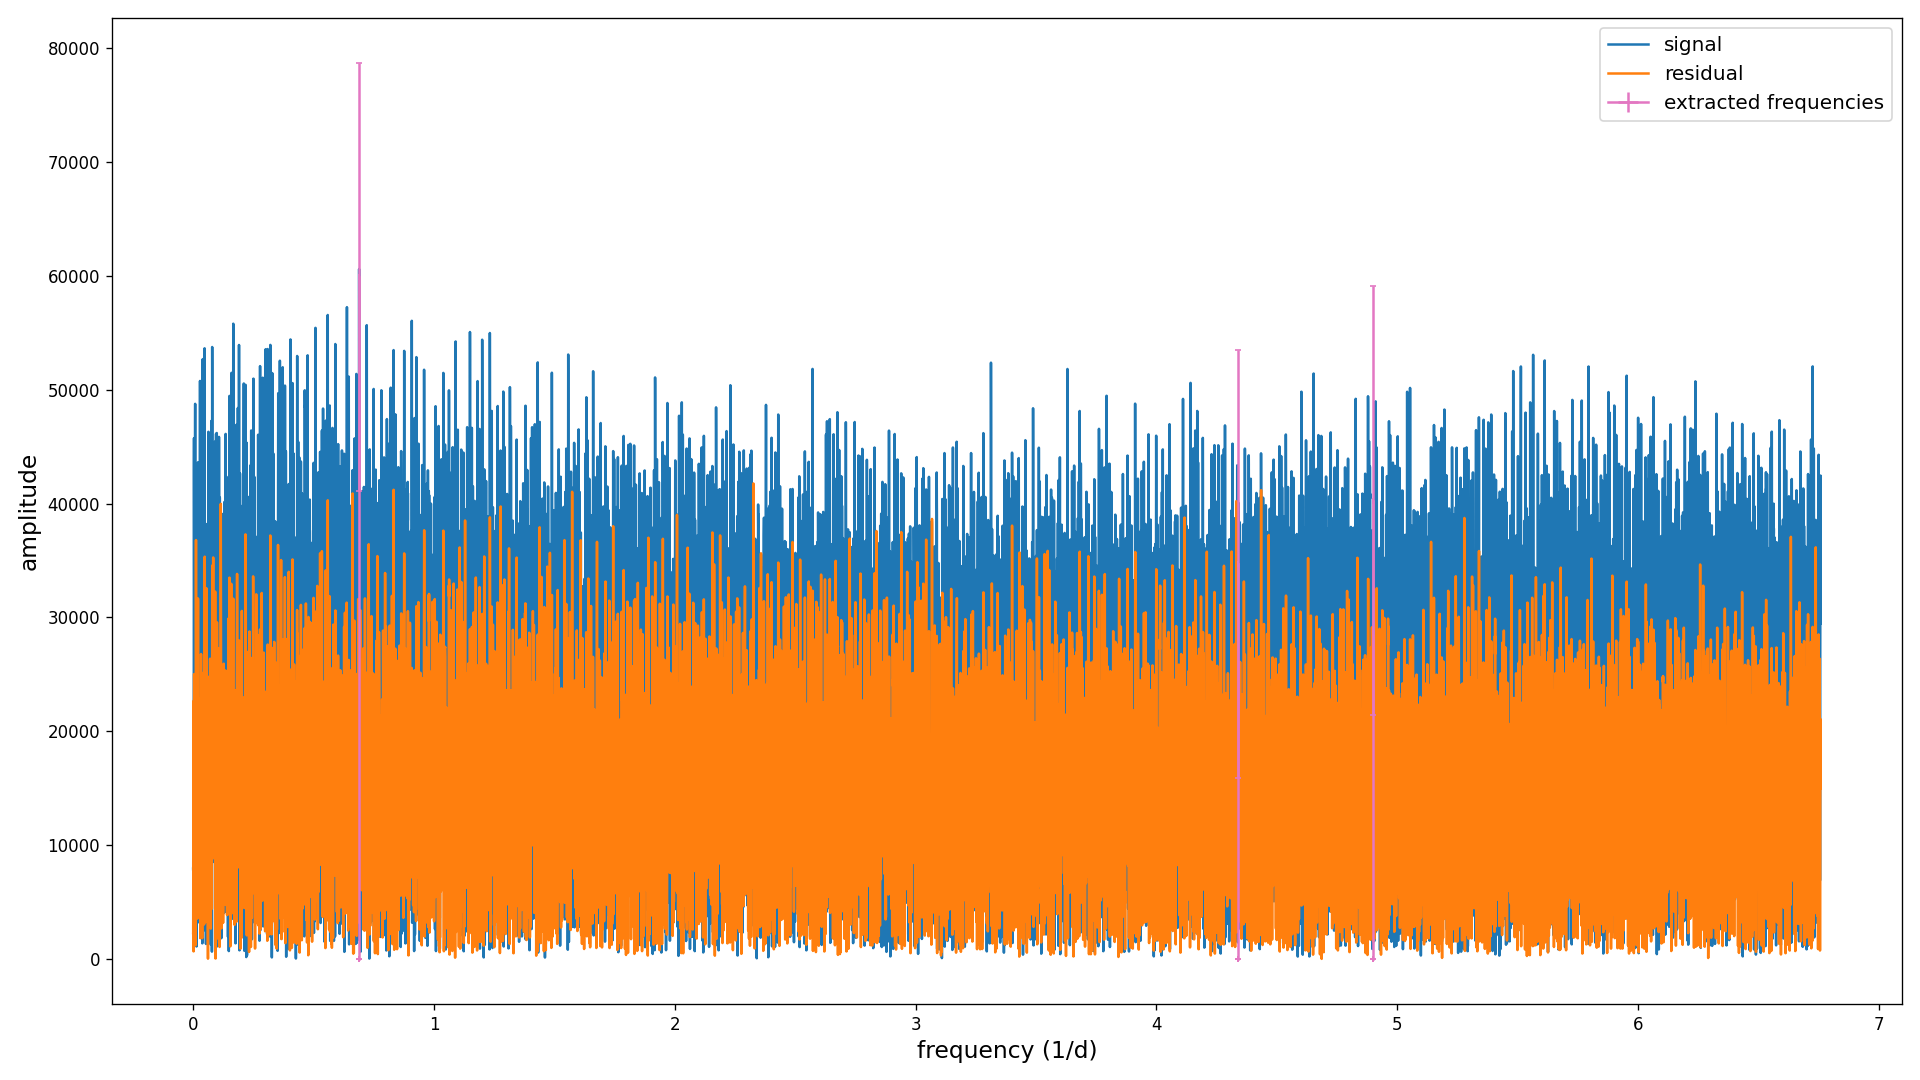 signal
residual
extracted frequencies
80000
70000
60000
50000
40000
30000
20000
10000
0
amplitude
0 1 2 3 4 5 6 7
frequency (1/d)